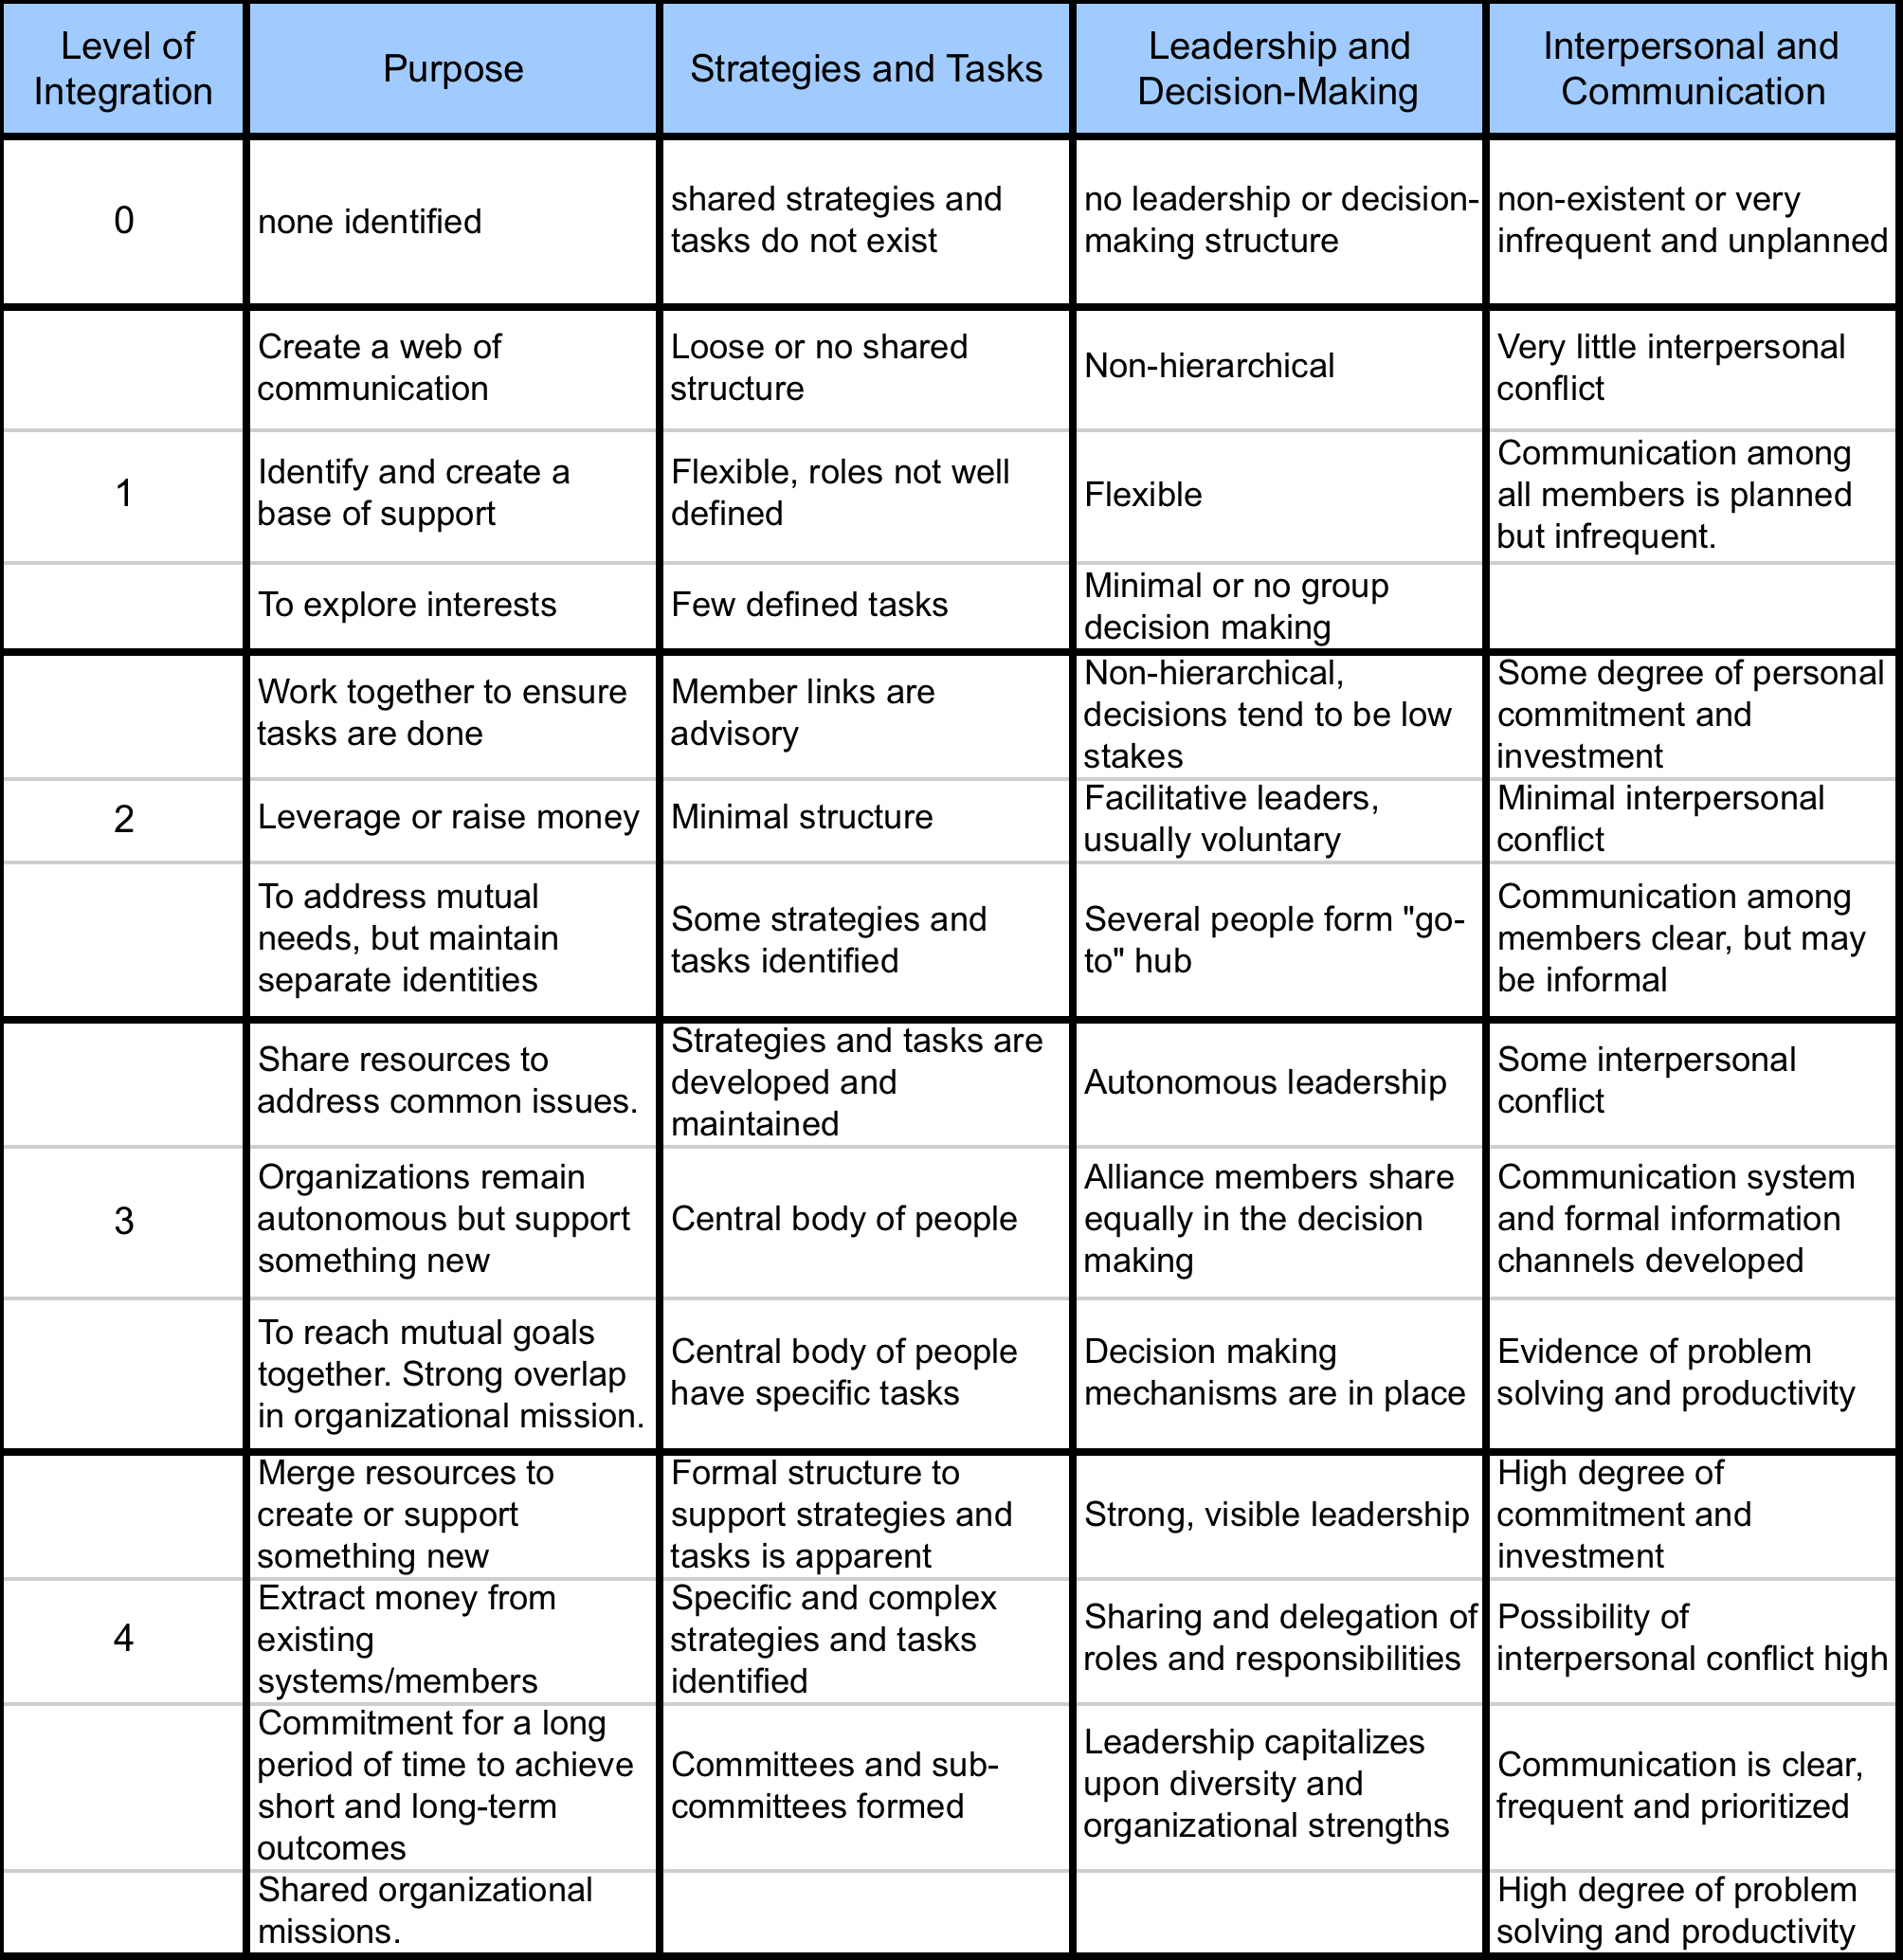 Level of
Integration
Purpose
Strategies and Tasks
Leadership and
Decision-Making
Interpersonal and
Communication
0
none identified
shared strategies and
tasks do not exist
no leadership or decision-
making structure
non-existent or very
infrequent and unplanned
Create a web of
communication
Loose or no shared
structure
Non-hierarchical
Very little interpersonal
conflict
1
Identify and create a
base of support
Flexible, roles not well
defined
Flexible
Communication among
all members is planned
but infrequent.
To explore interests
Few defined tasks
Minimal or no group
decision making
Work together to ensure
tasks are done
Member links are
advisory
Non-hierarchical,
decisions tend to be low
stakes
Some degree of personal
commitment and
investment
2
Leverage or raise money
Minimal structure
Facilitative leaders,
usually voluntary
Minimal interpersonal
conflict
To address mutual
needs, but maintain
separate identities
Some strategies and
tasks identified
Several people form "go-
to" hub
Communication among
members clear, but may
be informal
Share resources to
address common issues.
Strategies and tasks are
developed and
maintained
Autonomous leadership
Some interpersonal
conflict
3
Organizations remain
autonomous but support
something new
Central body of people
Alliance members share
equally in the decision
making
Communication system
and formal information
channels developed
To reach mutual goals
together. Strong overlap
in organizational mission.
Central body of people
have specific tasks
Decision making
mechanisms are in place
Evidence of problem
solving and productivity
Merge resources to
create or support
something new
Formal structure to
support strategies and
tasks is apparent
Strong, visible leadership
High degree of
commitment and
investment
4
Extract money from
existing
systems/members
Specific and complex
strategies and tasks
identified
Sharing and delegation of
roles and responsibilities
Possibility of
interpersonal conflict high
Commitment for a long
period of time to achieve
short and long-term
outcomes
Committees and sub-
committees formed
Leadership capitalizes
upon diversity and
organizational strengths
Communication is clear,
frequent and prioritized
Shared organizational
missions.
High degree of problem
solving and productivity